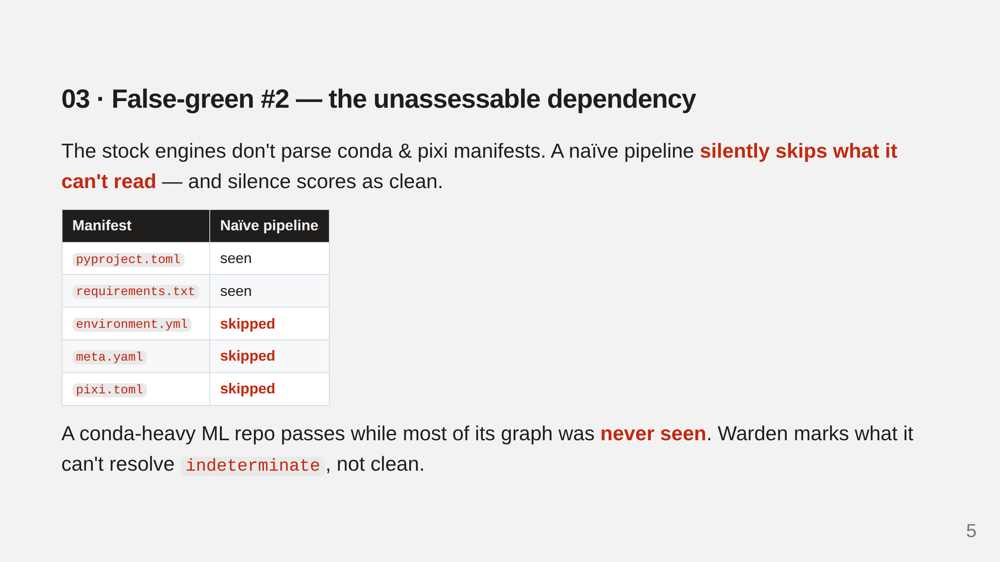 03 · False-green #2 — the unassessable dependency
The stock engines don't parse conda & pixi manifests. A naïve pipeline silently skips what it
can't read — and silence scores as clean.
Manifest Naïve pipeline
pyproject.toml seen
requirements.txt seen
environment.yml skipped
meta.yaml skipped
pixi.toml skipped
A conda-heavy ML repo passes while most of its graph was never seen. Warden marks what it
can't resolve indeterminate, not clean.
5